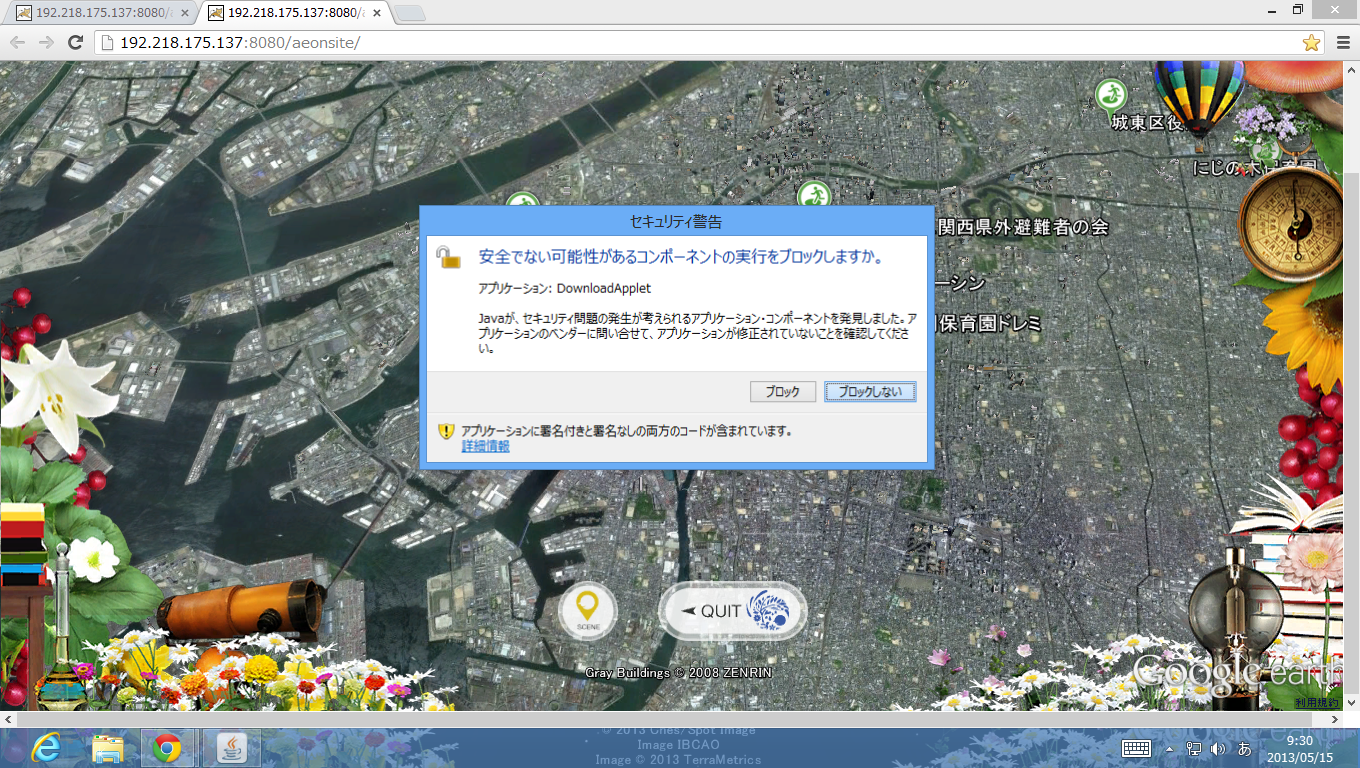 192.218.175.137:8080/a
192.218.175.137:8080/a
192.218.175.137:8080/aeonsite/
城東区役
にじの木保育園
関西県外避難者の会
ーシン
保育園ドレミ
セキュリティ警告
安全でない可能性があるコンポーネントの実行をブロックしますか。
アプリケーション: DownloadApplet
Javaが、セキュリティ問題の発生が考えられるアプリケーション・コンポーネントを発見しました。ア
プリケーションのベンダーに問い合せて、アプリケーションが修正されていないことを確認してくださ
い。
ブロック
ブロックしない
アプリケーションに署名付きと署名なしの両方のコードが含まれています。
詳細情報
SCENE
QUIT
Gray Buildings © 2008 ZENRIN
Google earth
利用規約
© 2013 Cnes/Spot Image
Image IBCAO
Image © 2013 TerraMetrics
あ
9:30
2013/05/15